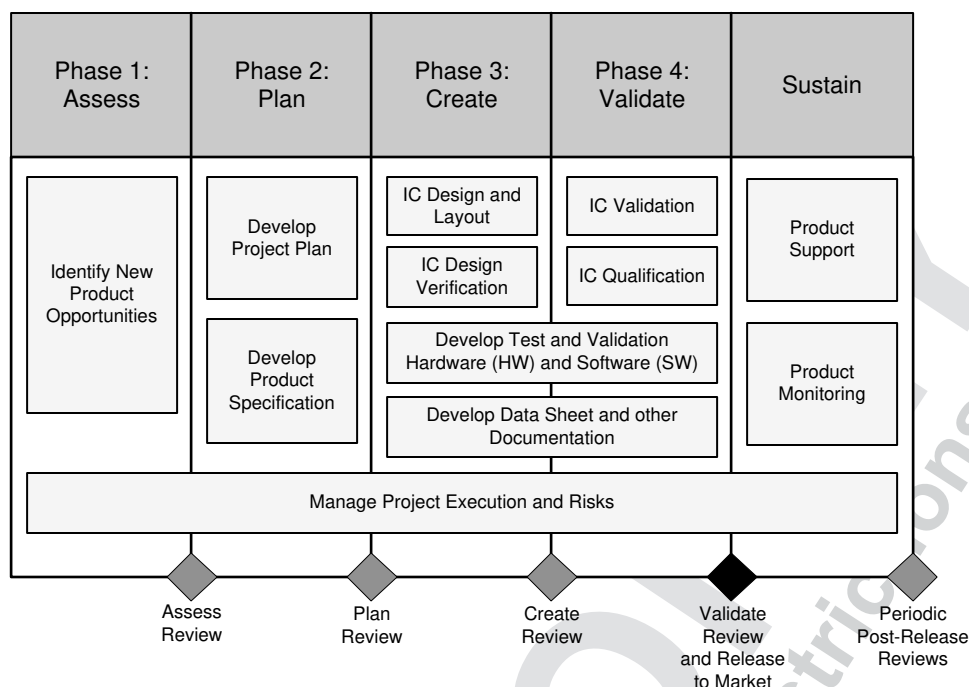 Phase 1:
Assess
Phase 2:
Plan
Phase 3:
Create
Phase 4:
Validate
Sustain
Identify New
Product
Opportunities
Develop
Project Plan
Develop
Product
Specification
IC Design and
Layout
IC Design
Verification
IC Validation
IC Qualification
Develop Test and Validation
Hardware (HW) and Software (SW)
Develop Data Sheet and other
Documentation
Product
Support
Product
Monitoring
Manage Project Execution and Risks
Assess
Review
Plan
Review
Create
Review
Validate
Review
and Release
to Market
Periodic
Post-Release
Reviews